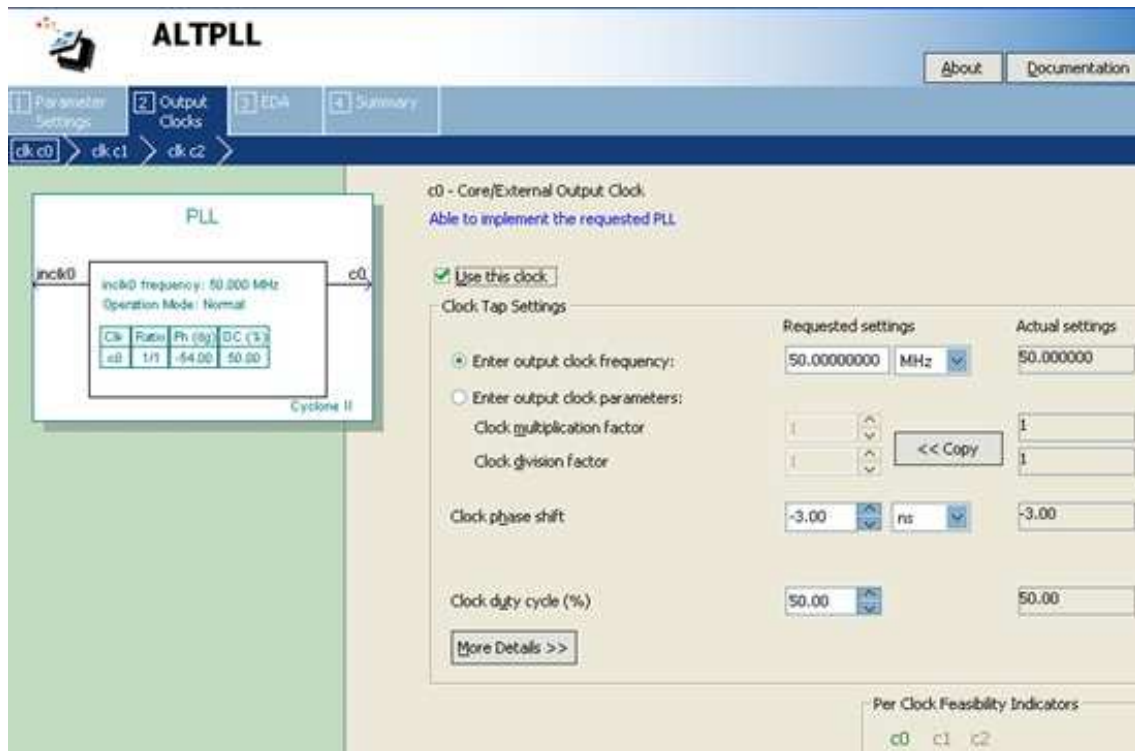 ALTPLL
About
Documentation
1 Parameter Settings
2 Output Clocks
3 EDA
4 Summary
clk c0
clk c1
clk c2
PLL
inclk0
c0
inclk0 frequency: 50.000 MHz
Operation Mode: Normal
Clk Ratio Ph (dg) DC (%)
c0 1/1 -54.00 50.00
Cyclone II
c0 - Core/External Output Clock
Able to implement the requested PLL
Use this clock
Clock Tap Settings
Requested settings
Actual settings
Enter output clock frequency:
50.00000000
MHz
50.000000
Enter output clock parameters:
Clock multiplication factor
1
<< Copy
1
Clock division factor
1
1
Clock phase shift
-3.00
ns
-3.00
Clock duty cycle (%)
50.00
50.00
More Details >>
Per Clock Feasibility Indicators
c0 c1 c2